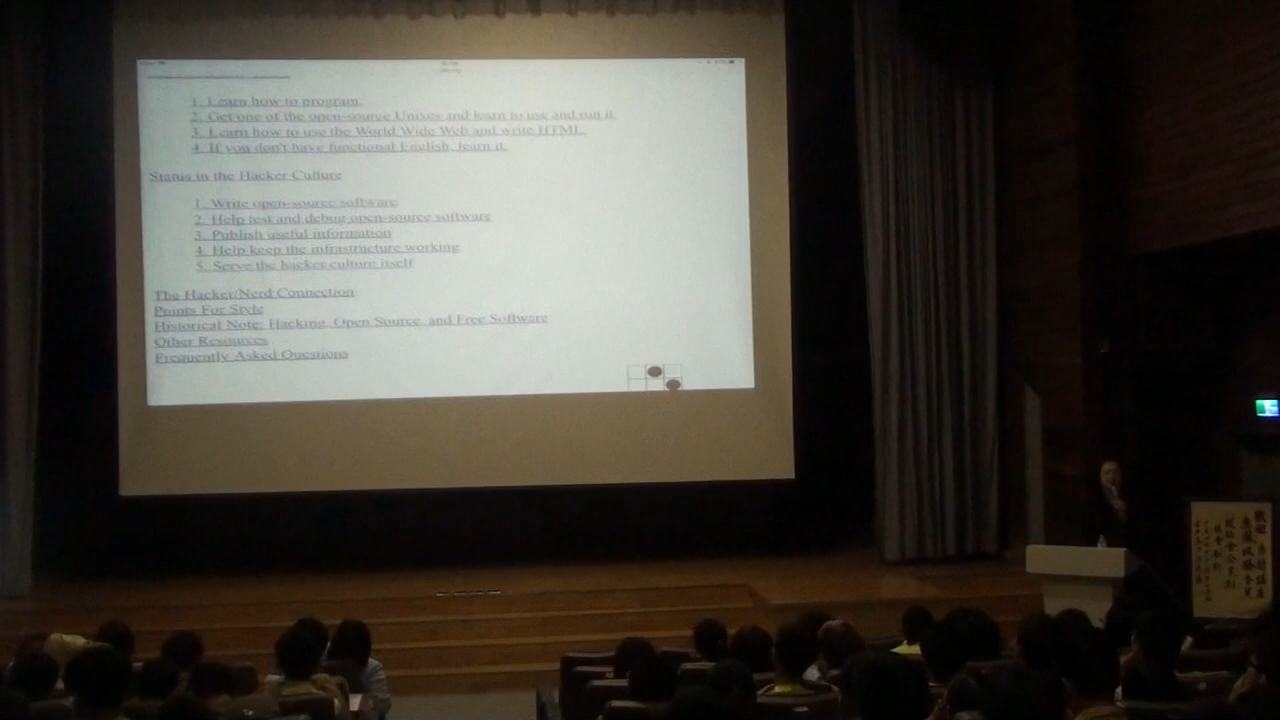 1. Learn how to program.
2. Get one of the open-source Unixes and learn to use and run it.
3. Learn how to use the World Wide Web and write HTML.
4. If you don't have functional English, learn it.
Status in the Hacker Culture
1. Write open-source software
2. Help test and debug open-source software
3. Publish useful information
4. Help keep the infrastructure working
5. Serve the hacker culture itself
The Hacker/Nerd Connection
Points For Style
Historical Note: Hacking, Open Source, and Free Software
Other Resources
Frequently Asked Questions